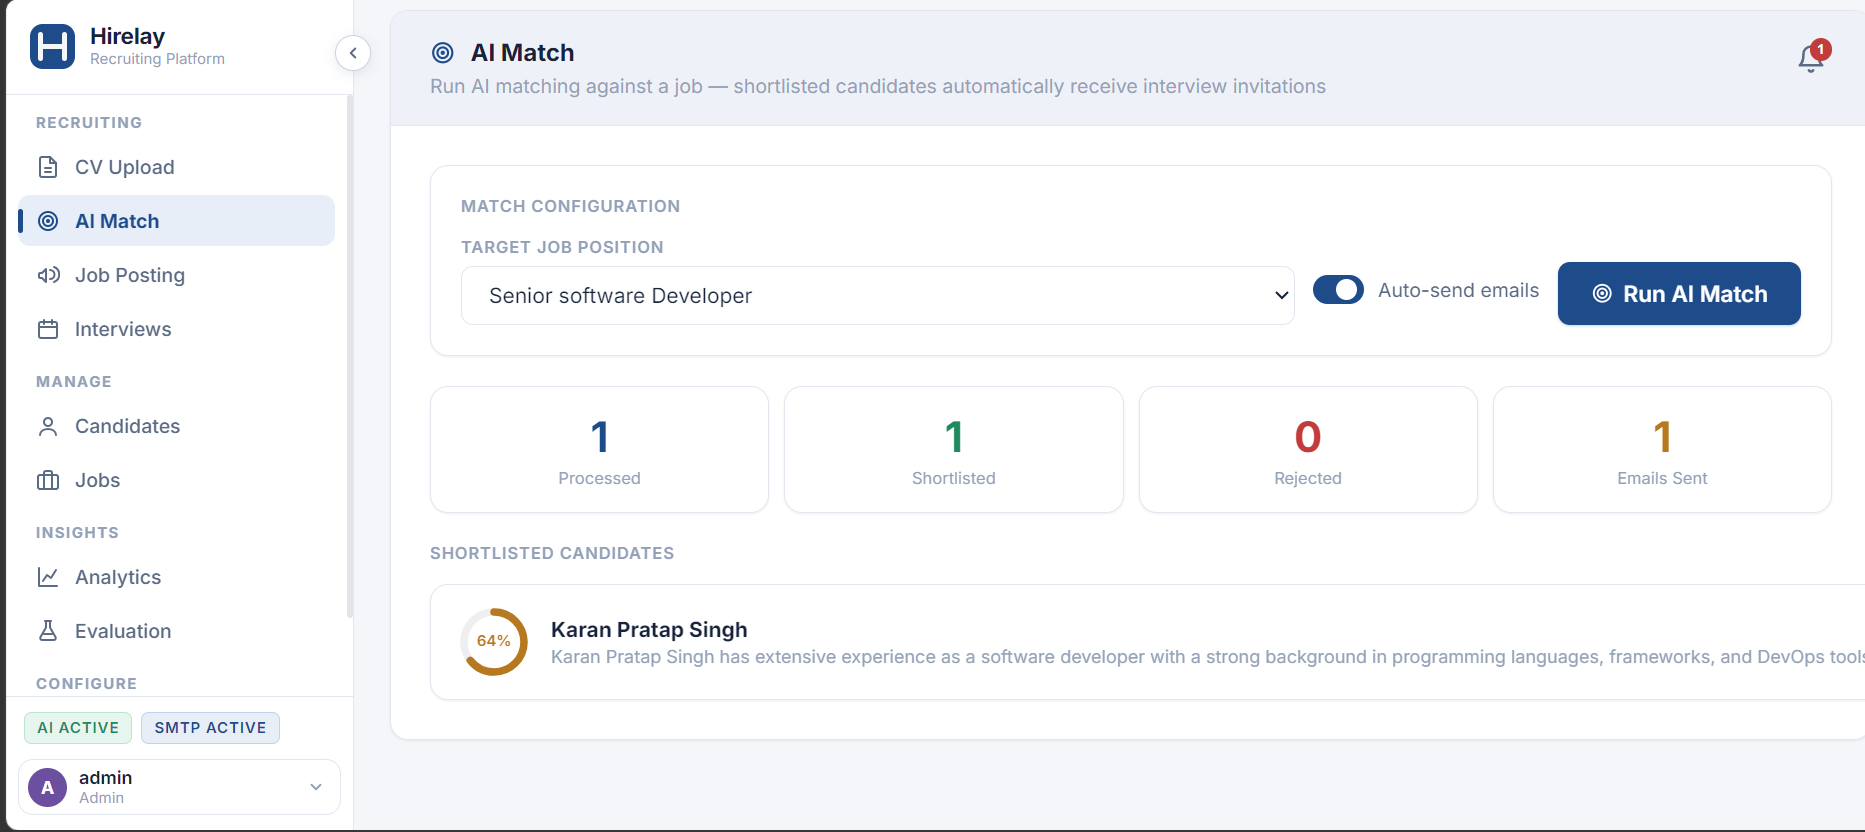 Hirelay
Recruiting Platform
RECRUITING
CV Upload
AI Match
Job Posting
Interviews
MANAGE
Candidates
Jobs
INSIGHTS
Analytics
Evaluation
CONFIGURE
AI ACTIVE
SMTP ACTIVE
A
admin
Admin
AI Match
Run AI matching against a job — shortlisted candidates automatically receive interview invitations
1
MATCH CONFIGURATION
TARGET JOB POSITION
Senior software Developer
Auto-send emails
Run AI Match
1
Processed
1
Shortlisted
0
Rejected
1
Emails Sent
SHORTLISTED CANDIDATES
64%
Karan Pratap Singh
Karan Pratap Singh has extensive experience as a software developer with a strong background in programming languages, frameworks, and DevOps tools